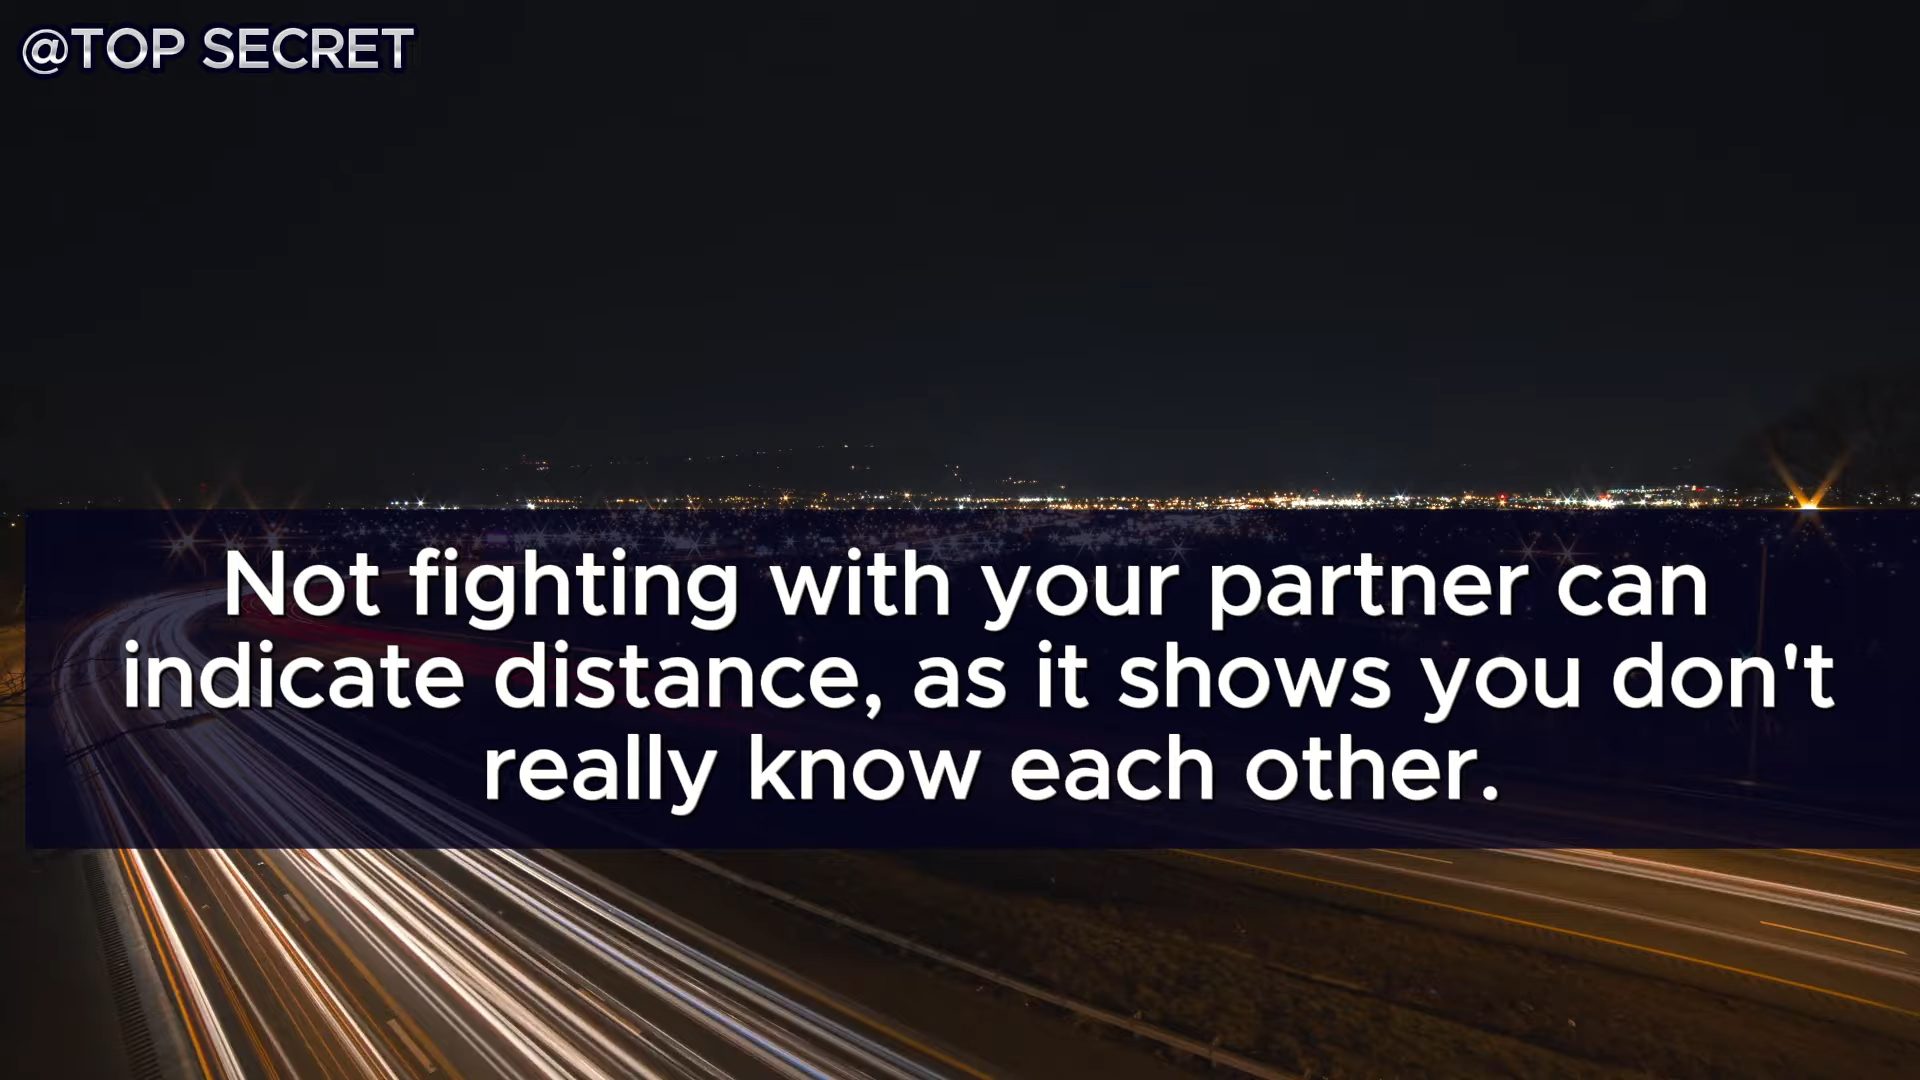 @TOP SECRET
Not fighting with your partner can
indicate distance, as it shows you don't
really know each other.